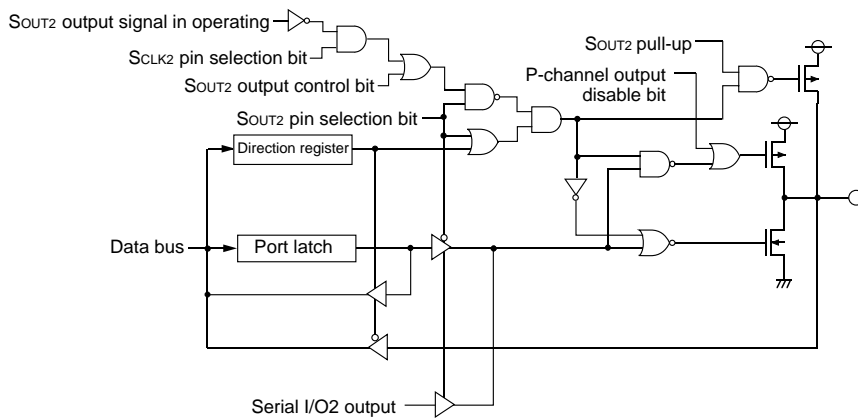 SOUT2 output signal in operating
SCLK2 pin selection bit
SOUT2 output control bit
SOUT2 pin selection bit
SOUT2 pull-up
P-channel output
disable bit
Direction register
Data bus
Port latch
Serial I/O2 output